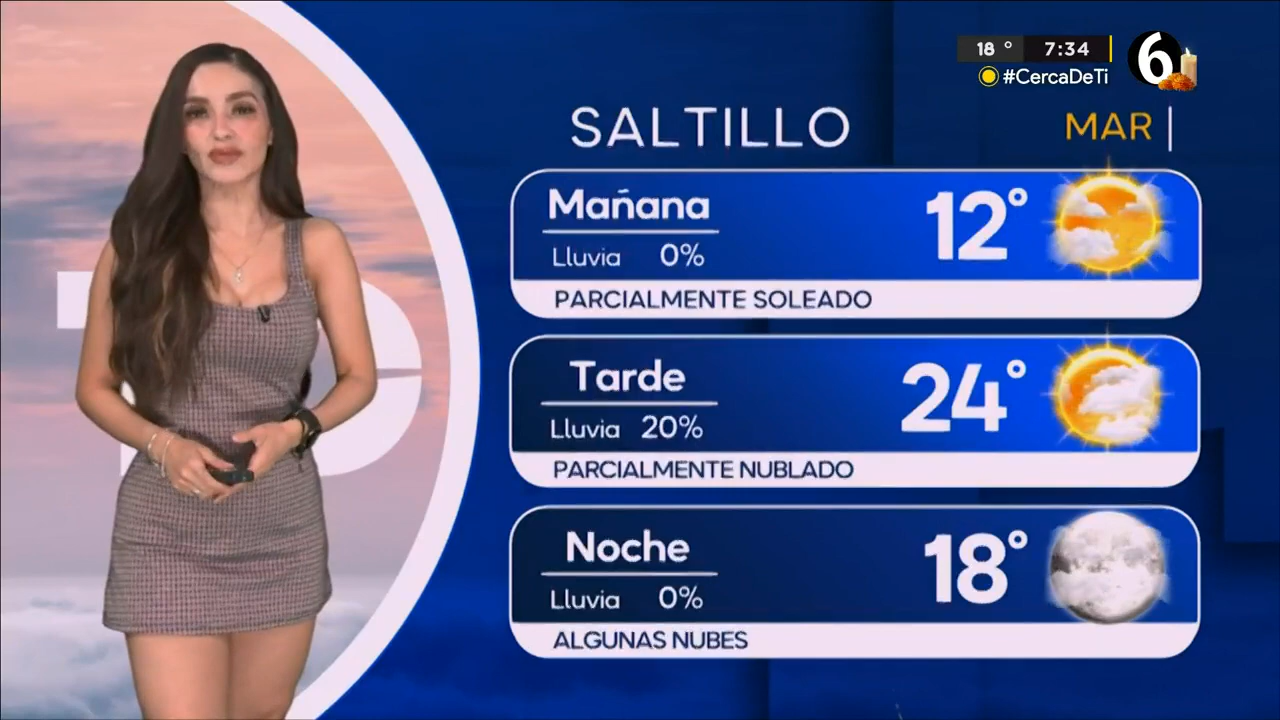 18 ° 7:34
6
#CercaDeTi
SALTILLO MAR
Mañana 12°
Lluvia 0%
PARCIALMENTE SOLEADO
Tarde 24°
Lluvia 20%
PARCIALMENTE NUBLADO
Noche 18°
Lluvia 0%
ALGUNAS NUBES